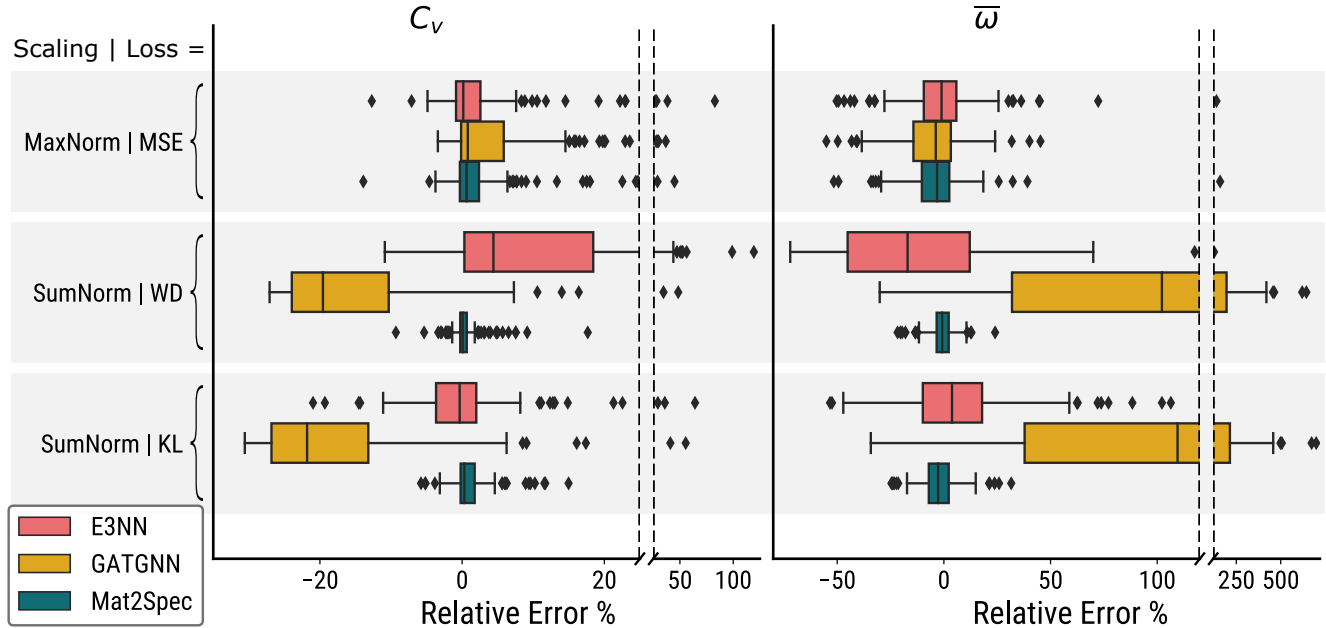 C_v
ω̅
Scaling | Loss =
MaxNorm | MSE
SumNorm | WD
SumNorm | KL
E3NN
GATGNN
Mat2Spec
−20 0 20 50 100
−50 0 50 100 250 500
Relative Error %
Relative Error %